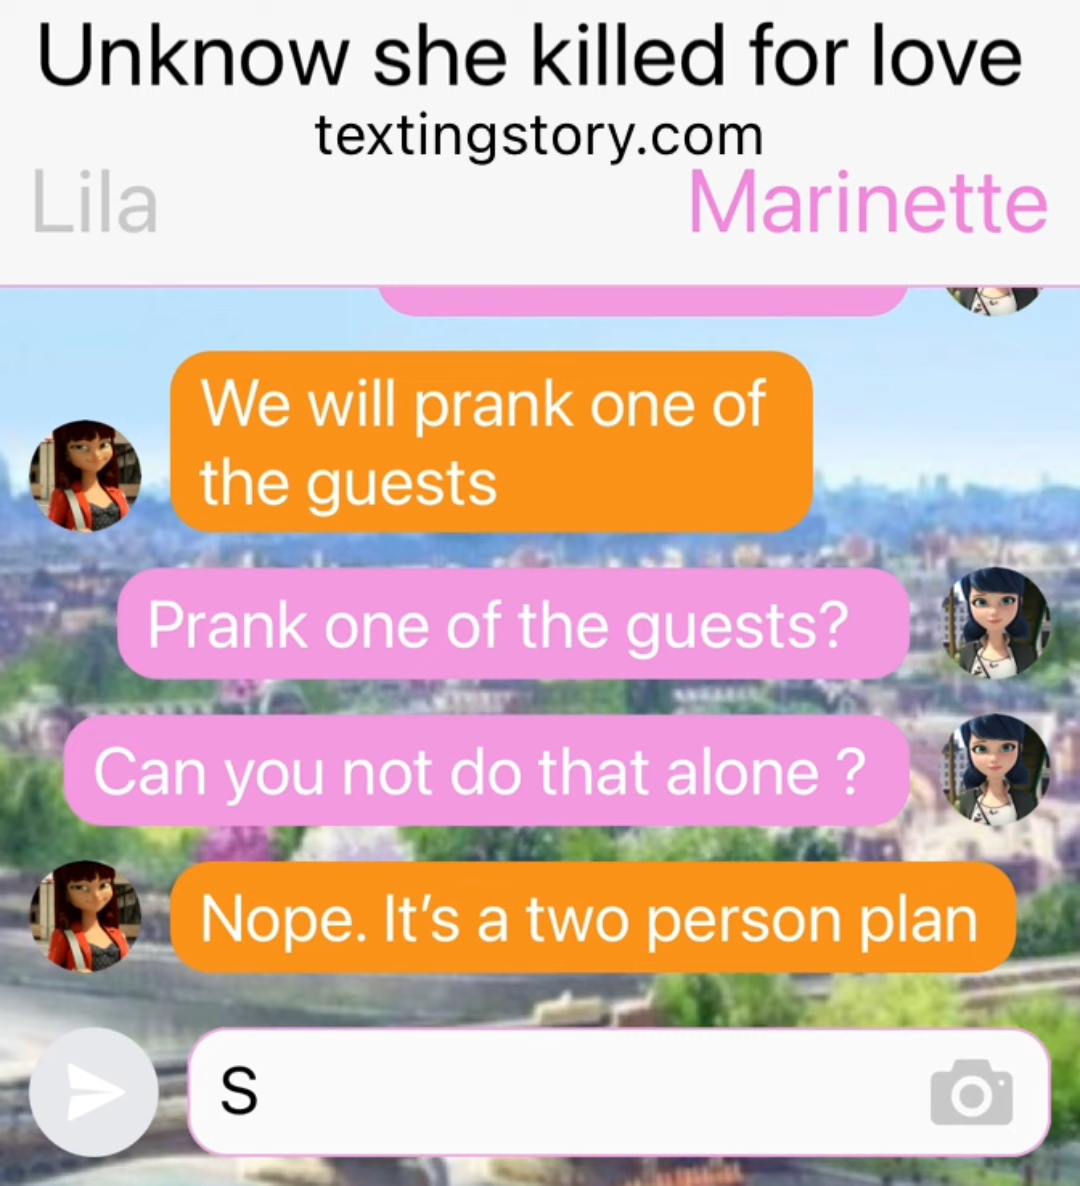 Unknow she killed for love
textingstory.com
Lila
Marinette
We will prank one of
the guests
Prank one of the guests?
Can you not do that alone ?
Nope. It's a two person plan
S